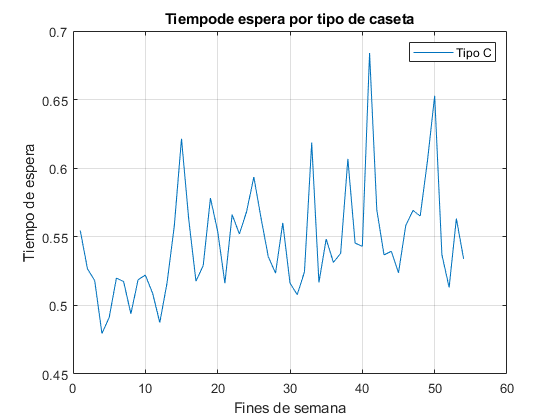 Tiempode espera por tipo de caseta
0.7
Tipo C
0.65
0.6
Tiempo de espera
0.55
0.5
0.45
0 10 20 30 40 50 60
Fines de semana